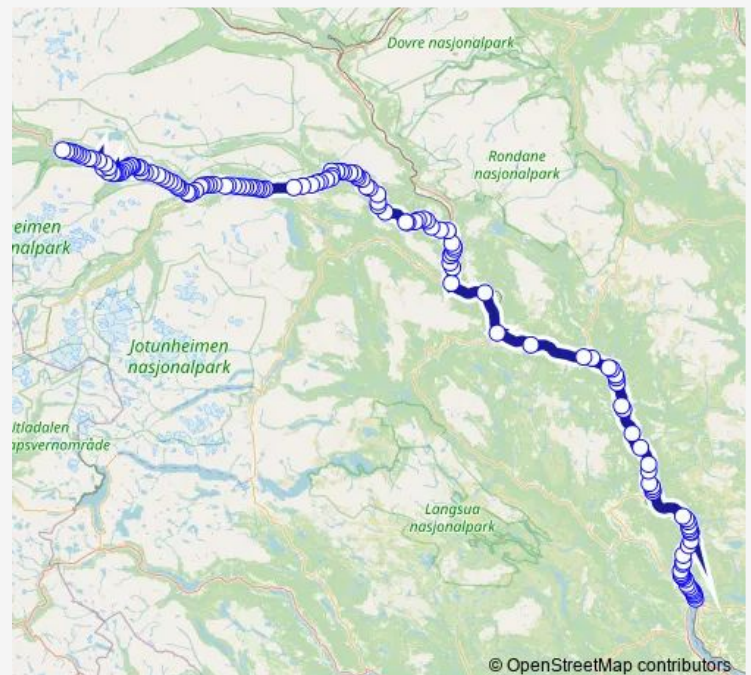 Dovre nasjonalpark
Rondane
nasjonalpark
eimen
nalpark
Jotunheimen
nasjonalpark
ltladalen
apsvernområde
Langsua
nasjonalpark
© OpenStreetMap contributors